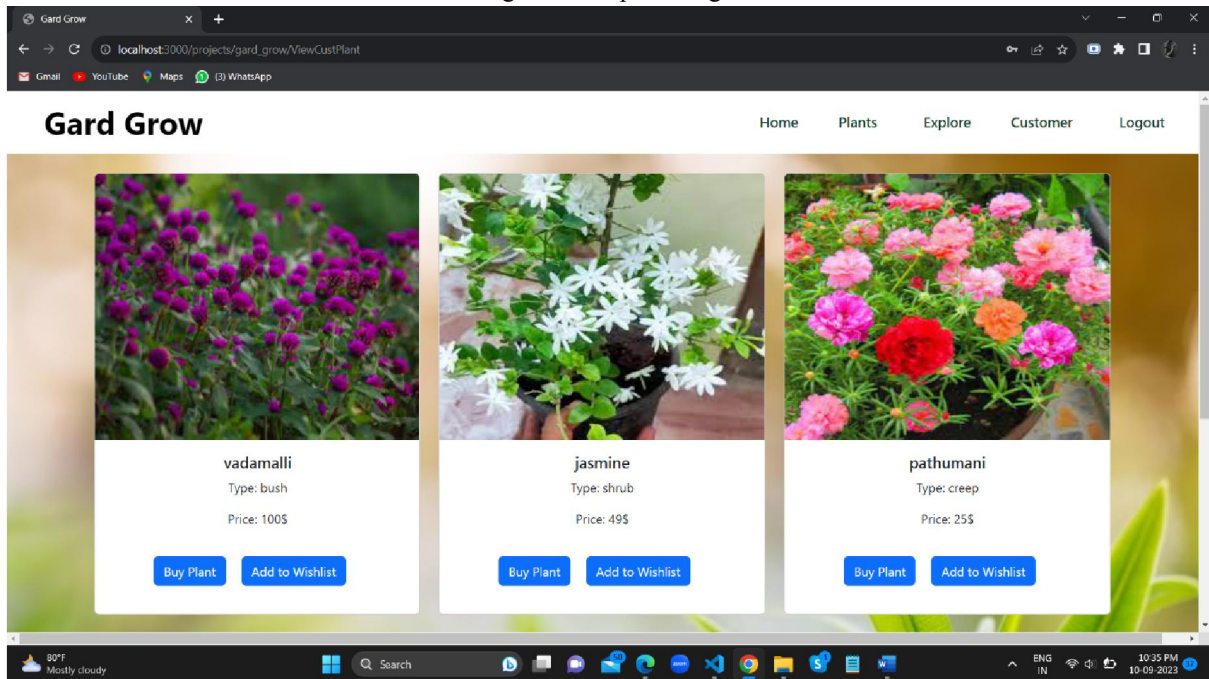 Gard Grow
localhost:3000/projects/gard_grow/ViewCustPlant
Gmail YouTube Maps (3) WhatsApp
Gard Grow Home Plants Explore Customer Logout
vadamalli
Type: bush
Price: 100$
Buy Plant Add to Wishlist
jasmine
Type: shrub
Price: 49$
Buy Plant Add to Wishlist
pathumani
Type: creep
Price: 25$
Buy Plant Add to Wishlist
80°F
Mostly cloudy
Search
ENG
IN
10:35 PM
10-09-2023